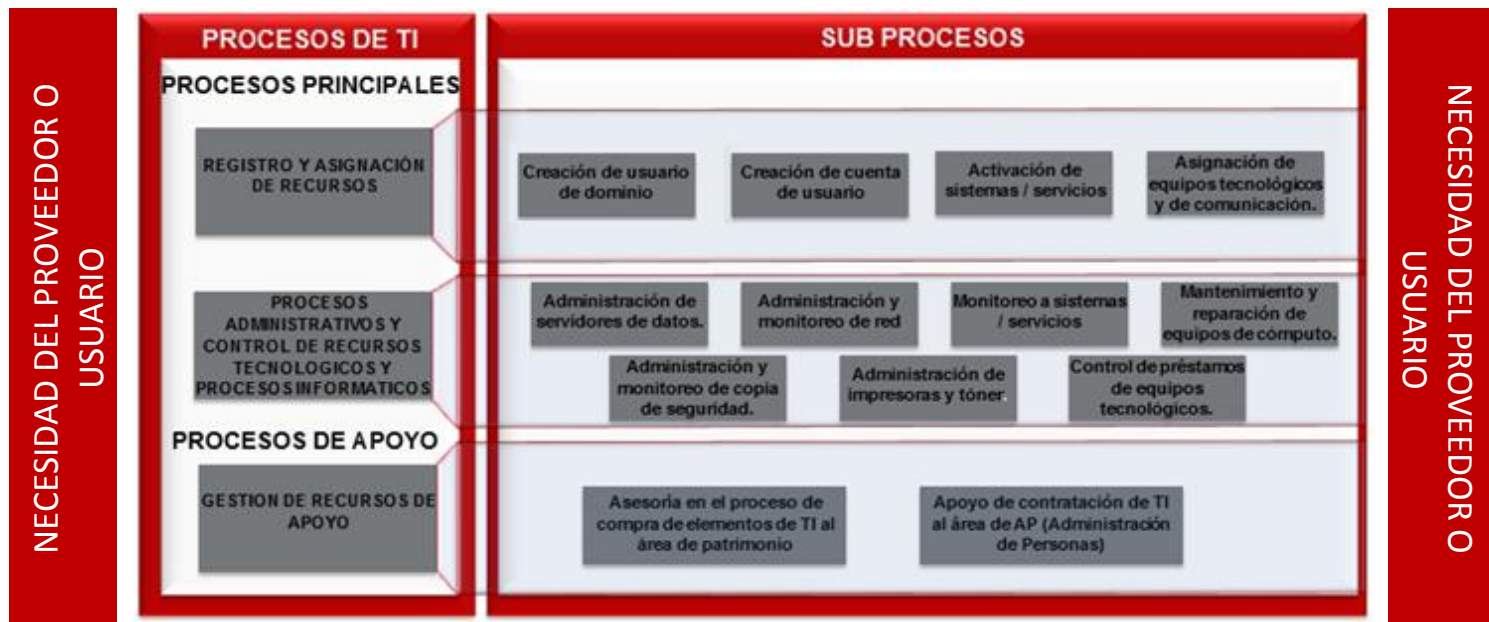 NECESIDAD DEL PROVEEDOR O
USUARIO
PROCESOS DE TI
SUB PROCESOS
PROCESOS PRINCIPALES
REGISTRO Y ASIGNACIÓN
DE RECURSOS
Creación de usuario
de dominio
Creación de cuenta
de usuario
Activación de
sistemas / servicios
Asignación de
equipos tecnológicos
y de comunicación.
PROCESOS
ADMINISTRATIVOS Y
CONTROL DE RECURSOS
TECNOLOGICOS Y
PROCESOS INFORMATICOS
Administración de
servidores de datos.
Administración y
monitoreo de red
Monitoreo a sistemas
/ servicios
Mantenimiento y
reparación de
equipos de cómputo.
Administración y
monitoreo de copia
de seguridad.
Administración de
impresoras y tóner.
Control de préstamos
de equipos
tecnológicos.
PROCESOS DE APOYO
GESTION DE RECURSOS DE
APOYO
Asesoria en el proceso de
compra de elementos de TI al
área de patrimonio
Apoyo de contratación de TI
al área de AP (Administración
de Personas)
NECESIDAD DEL PROVEEDOR O
USUARIO